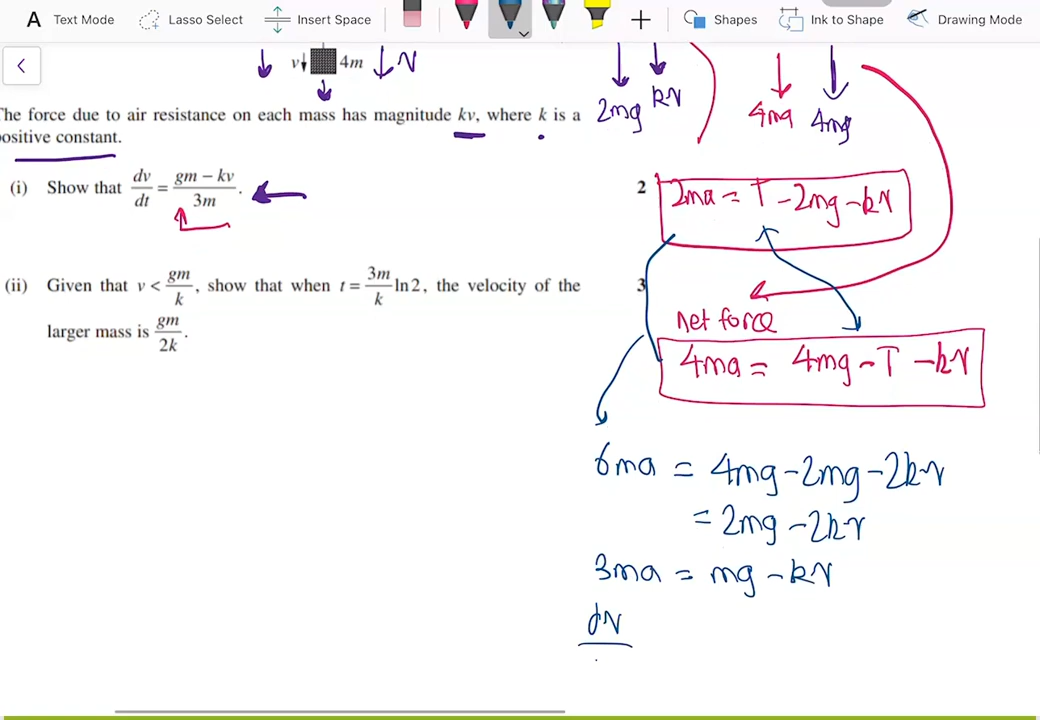 A Text Mode Lasso Select Insert Space Shapes Ink to Shape Drawing Mode
v 4m v
2mg kv 4ma 4mg
The force due to air resistance on each mass has magnitude kv, where k is a
positive constant.
(i) Show that dv/dt = (gm − kv)/3m. 2
2ma = T - 2mg - kv
(ii) Given that v < gm/k, show that when t = 3m/k ln 2, the velocity of the 3
larger mass is gm/2k.
net force
4ma = 4mg - T - kv
6ma = 4mg - 2mg - 2kv
= 2mg - 2kv
3ma = mg - kv
dv